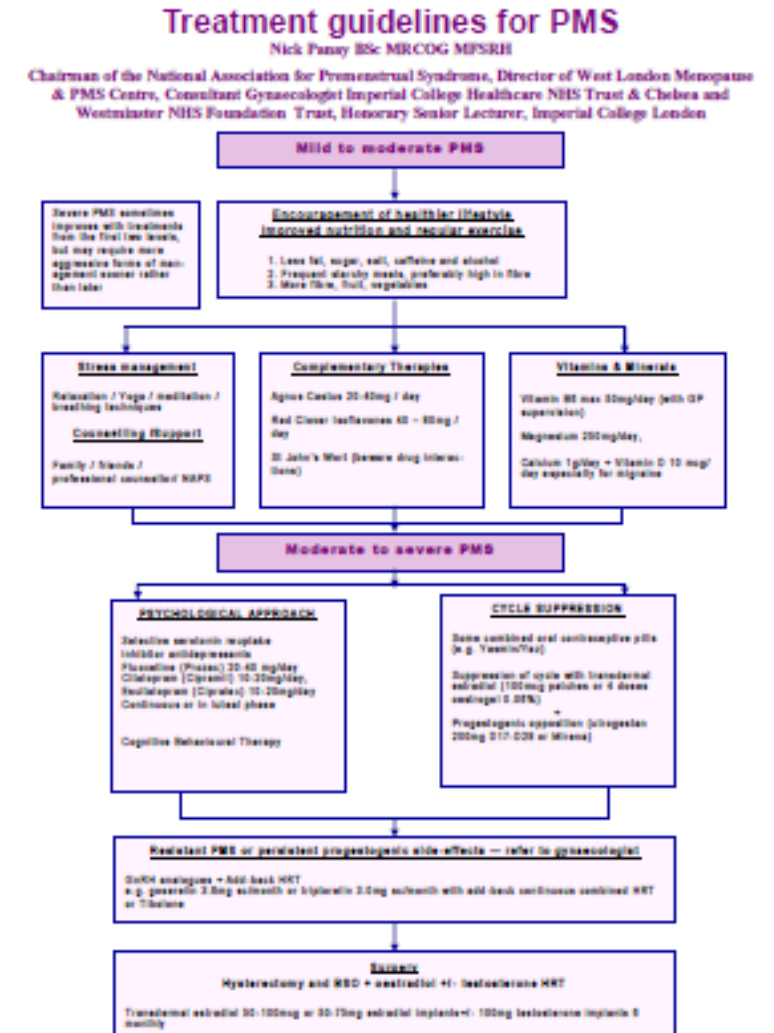 Treatment guidelines for PMS
Nick Panay BSc MRCOG MFSRH
Chairman of the National Association for Premenstrual Syndrome, Director of West London Menopause
& PMS Centre, Consultant Gynaecologist Imperial College Healthcare NHS Trust & Chelsea and
Westminster NHS Foundation Trust, Honorary Senior Lecturer, Imperial College London
Mild to moderate PMS
Severe PMS sometimes
improves with treatments
from the first two levels,
but may require more
aggressive forms of man-
agement sooner rather
than later
Encouragement of healthier lifestyle
improved nutrition and regular exercise
1. Less fat, sugar, salt, caffeine and alcohol
2. Frequent starchy meals, preferably high in fibre
3. More fibre, fruit, vegetables
Stress management
Relaxation / Yoga / meditation /
breathing techniques
Counselling /Support
Family / friends /
professional counsellor/ NAPS
Complementary Therapies
Agnus Castus 20-40mg / day
Red Clover Isoflavones 40 – 80mg /
day
St John's Wort (beware drug interac-
tions)
Vitamins & Minerals
Vitamin B6 max 50mg/day (with GP
supervision)
Magnesium 250mg/day,
Calcium 1g/day + Vitamin D 10 mcg/
day especially for migraine
Moderate to severe PMS
PSYCHOLOGICAL APPROACH
Selective serotonin reuptake
inhibitor antidepressants
Fluoxetine (Prozac) 20-40 mg/day
Citalopram (Cipramil) 10-20mg/day,
Escitalopram (Cipralex) 10-20mg/day
Continuous or in luteal phase
Cognitive Behavioural Therapy
CYCLE SUPPRESSION
Some combined oral contraceptive pills
(e.g. Yasmin/Yaz)
Suppression of cycle with transdermal
estradiol (100mcg patches or 4 doses
oestrogel 0.06%)
+
Progestogenic opposition (utrogestan
200mg D17-D28 or Mirena)
Resistant PMS or persistent progestogenic side-effects — refer to gynaecologist
GnRH analogues + Add-back HRT
e.g. goserelin 3.8mg sc/month or triptorelin 3.0mg sc/month with add-back continuous combined HRT
or Tibolone
Surgery
Hysterectomy and BSO + oestradiol +/- testosterone HRT
Transdermal estradiol 50-100mcg or 50-75mg estradiol implants+/- 100mg testosterone implants 6
monthly